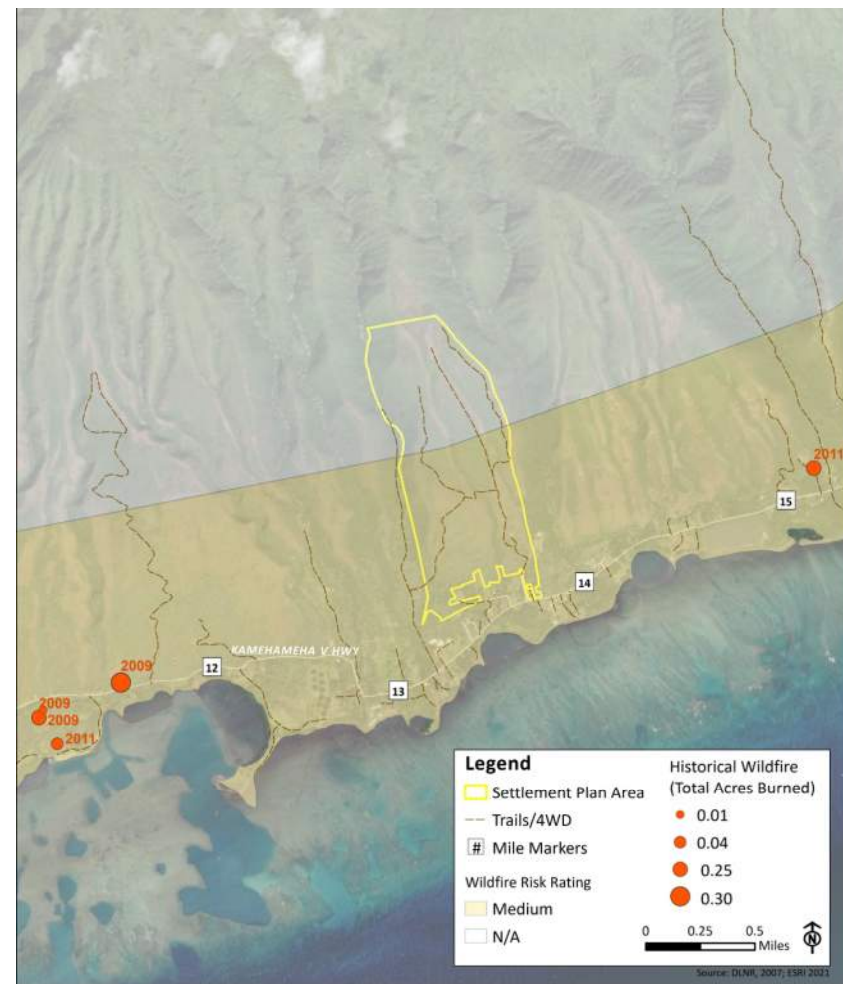 2011
15
14
KAMEHAMEHA V HWY
12
13
2009
2009
2009
2011
Legend
Settlement Plan Area
Trails/4WD
# Mile Markers
Wildfire Risk Rating
Medium
N/A
Historical Wildfire
(Total Acres Burned)
0.01
0.04
0.25
0.30
0 0.25 0.5
Miles
N
Source: DLNR, 2007; ESRI 2021